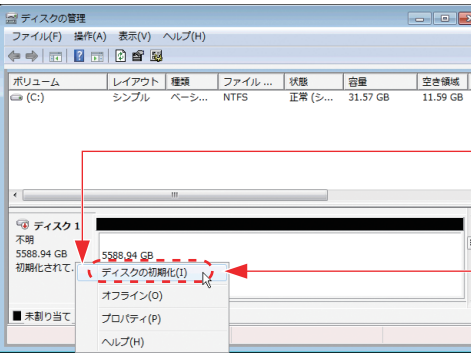 ディスクの管理
ファイル(F) 操作(A) 表示(V) ヘルプ(H)
ボリューム レイアウト 種類 ファイル ... 状態 容量 空き領域
(C:) シンプル ベーシ... NTFS 正常 (シ... 31.57 GB 11.59 GB
ディスク 1
不明
5588.94 GB
初期化されて.
5588.94 GB
ディスクの初期化(I)
オフライン(O)
プロパティ(P)
ヘルプ(H)
未割り当て